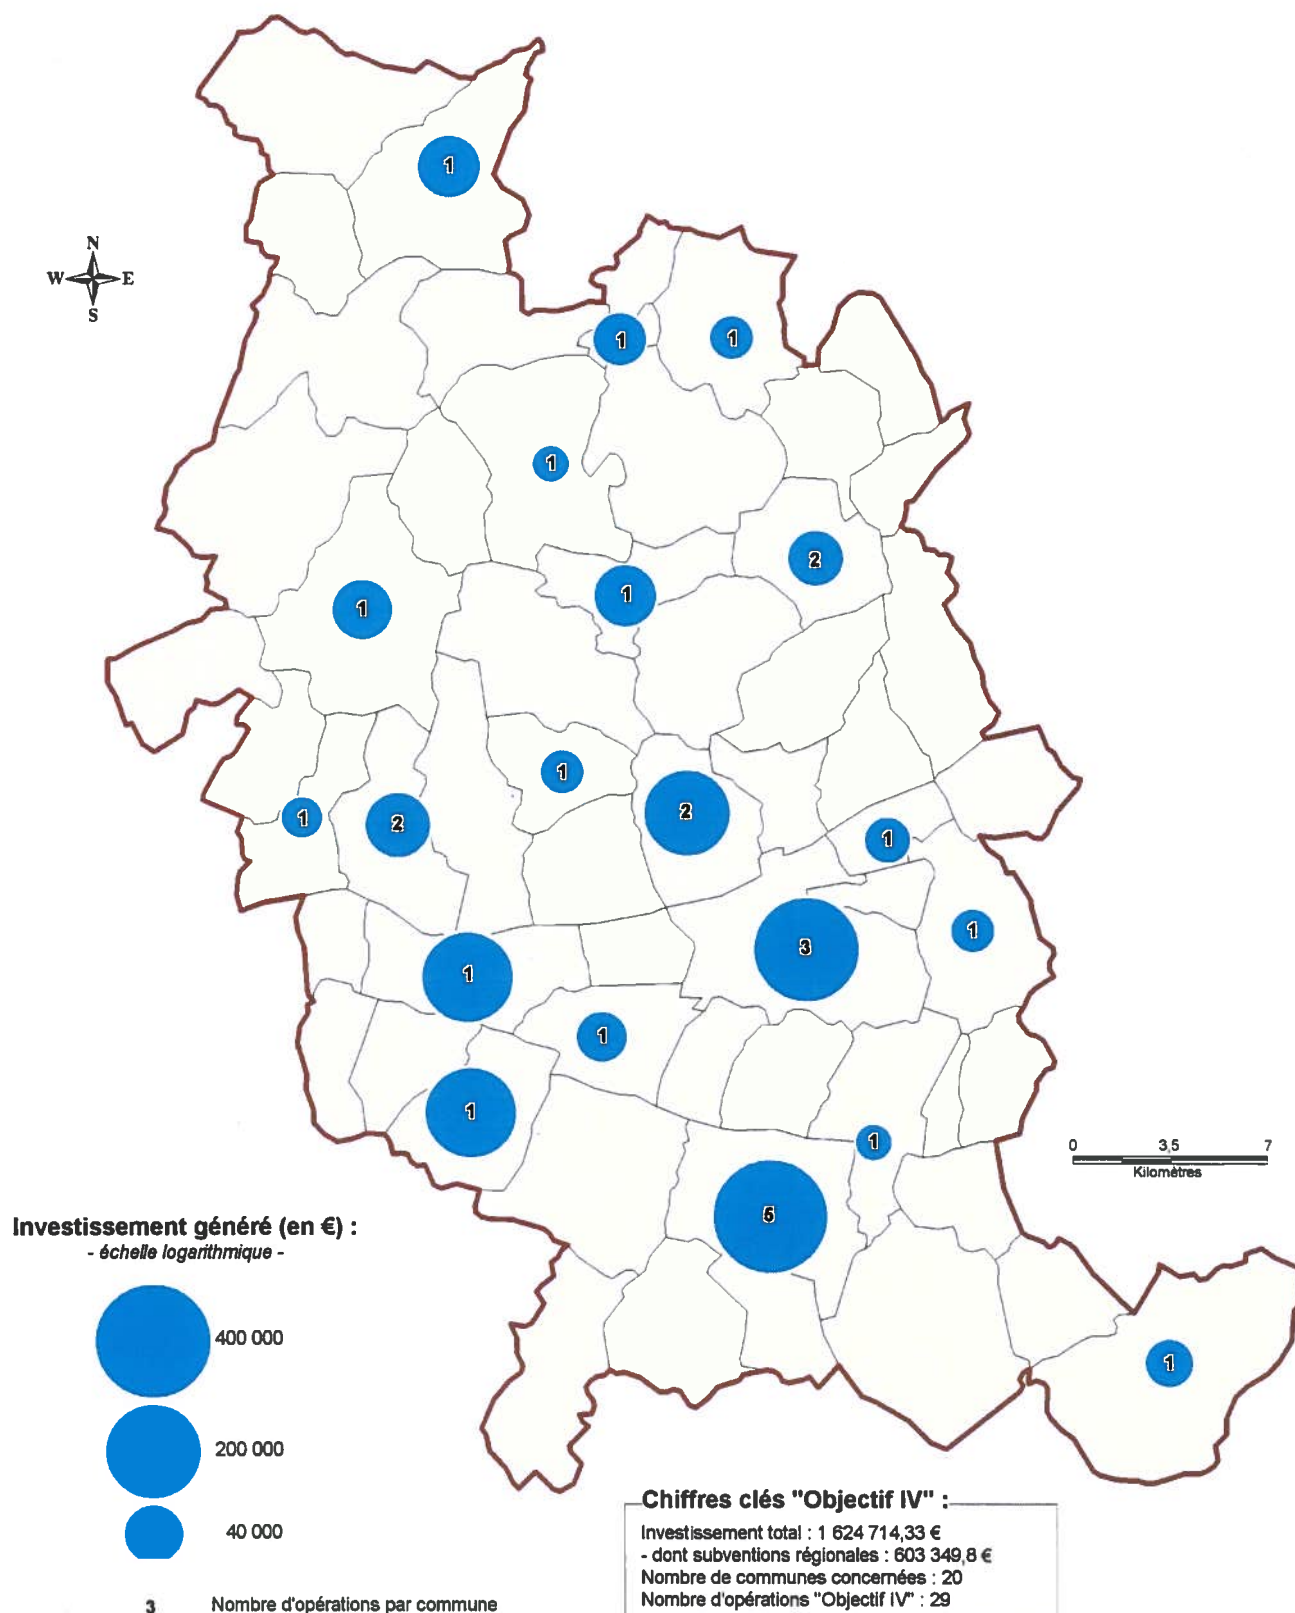 1
N
W E
S
1
1
1
2
1
1
1
2
1
2
1
1
3
1
1
1
1
0 3,5 7
Kilomètres
5
1
Investissement généré (en €) :
- échelle logarithmique -
400 000
200 000
40 000
3 Nombre d'opérations par commune
Chiffres clés "Objectif IV" :
Investissement total : 1 624 714,33 €
- dont subventions régionales : 603 349,8 €
Nombre de communes concernées : 20
Nombre d'opérations "Objectif IV" : 29